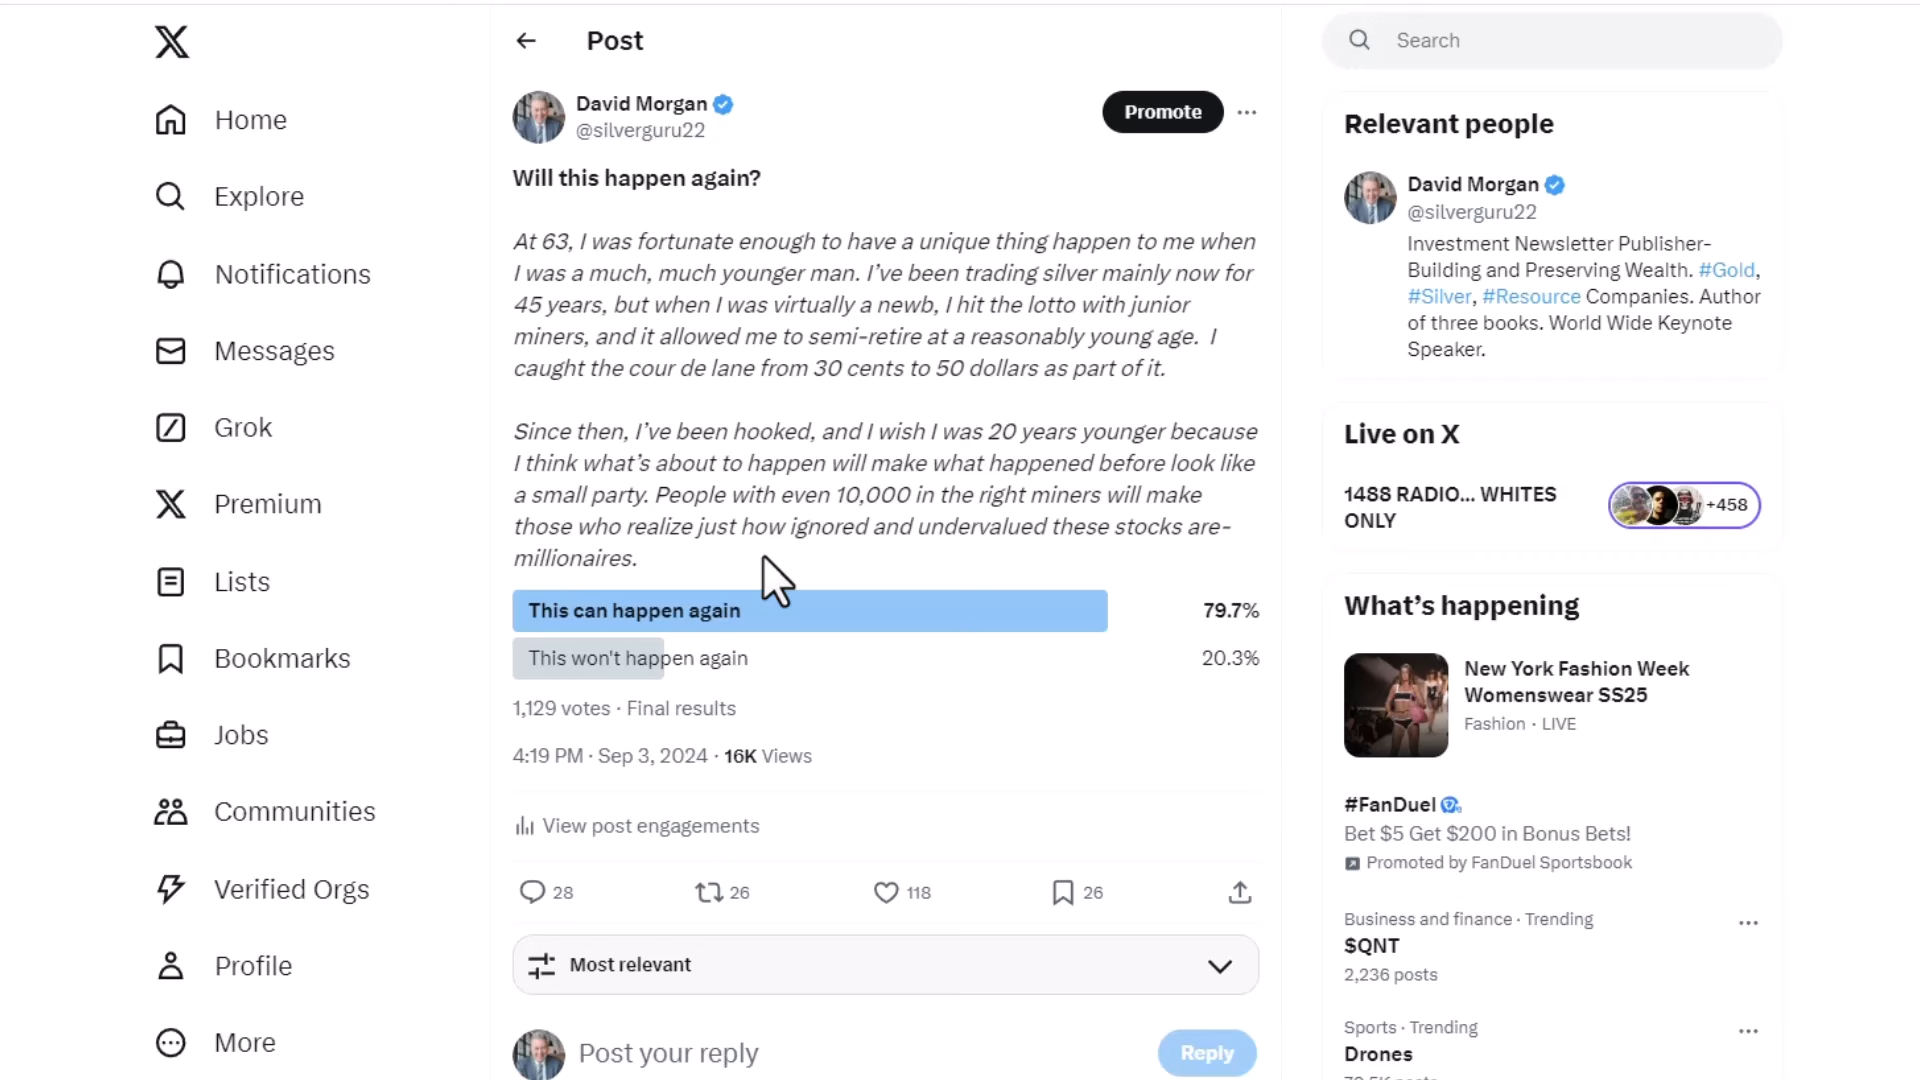 Home
Explore
Notifications
Messages
Grok
Premium
Lists
Bookmarks
Jobs
Communities
Verified Orgs
Profile
More
Post
David Morgan
@silverguru22
Promote
Will this happen again?
At 63, I was fortunate enough to have a unique thing happen to me when
I was a much, much younger man. I’ve been trading silver mainly now for
45 years, but when I was virtually a newb, I hit the lotto with junior
miners, and it allowed me to semi-retire at a reasonably young age. I
caught the cour de lane from 30 cents to 50 dollars as part of it.
Since then, I’ve been hooked, and I wish I was 20 years younger because
I think what’s about to happen will make what happened before look like
a small party. People with even 10,000 in the right miners will make
those who realize just how ignored and undervalued these stocks are-
millionaires.
This can happen again 79.7%
This won't happen again 20.3%
1,129 votes · Final results
4:19 PM · Sep 3, 2024 · 16K Views
View post engagements
28 26 118 26
Most relevant
Post your reply
Reply
Search
Relevant people
David Morgan
@silverguru22
Investment Newsletter Publisher-
Building and Preserving Wealth. #Gold,
#Silver, #Resource Companies. Author
of three books. World Wide Keynote
Speaker.
Live on X
1488 RADIO... WHITES
ONLY
+458
What’s happening
New York Fashion Week
Womenswear SS25
Fashion · LIVE
#FanDuel
Bet $5 Get $200 in Bonus Bets!
Promoted by FanDuel Sportsbook
Business and finance · Trending
$QNT
2,236 posts
Sports · Trending
Drones